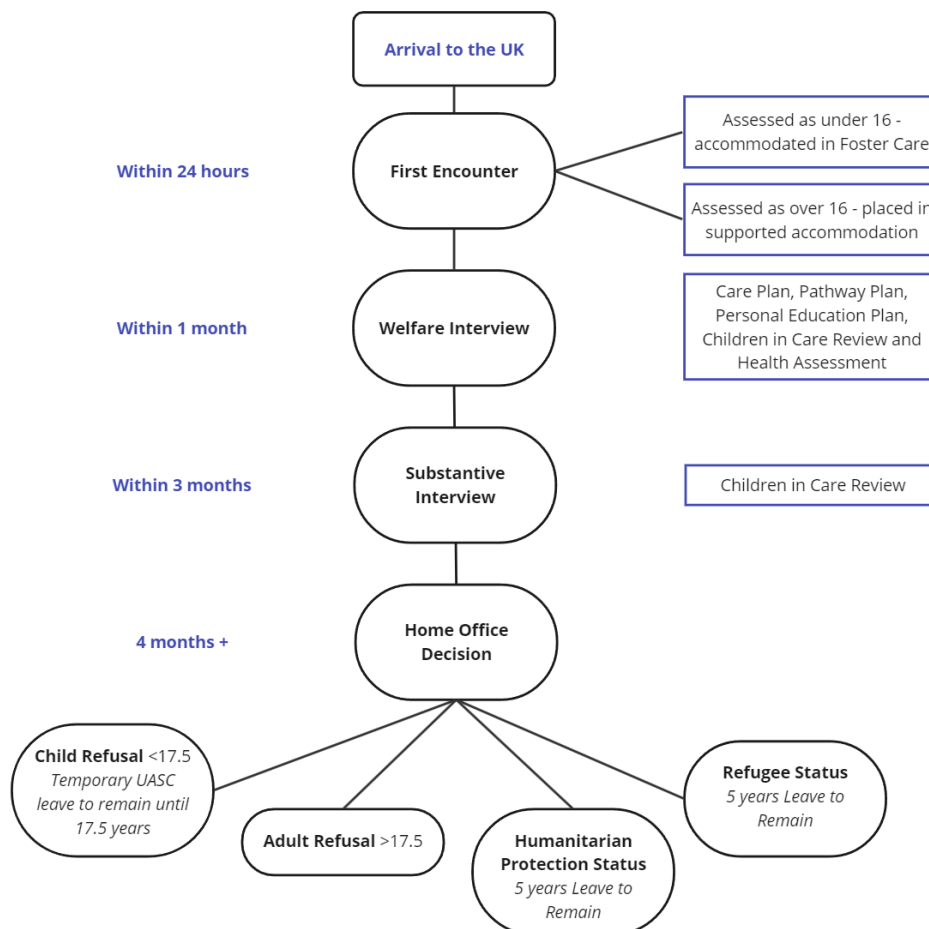 Arrival to the UK
Within 24 hours
First Encounter
Assessed as under 16 -
accommodated in Foster Care
Assessed as over 16 - placed in
supported accommodation
Within 1 month
Welfare Interview
Care Plan, Pathway Plan,
Personal Education Plan,
Children in Care Review and
Health Assessment
Within 3 months
Substantive
Interview
Children in Care Review
4 months +
Home Office
Decision
Child Refusal <17.5
Temporary UASC
leave to remain until
17.5 years
Adult Refusal >17.5
Humanitarian
Protection Status
5 years Leave to
Remain
Refugee Status
5 years Leave to
Remain